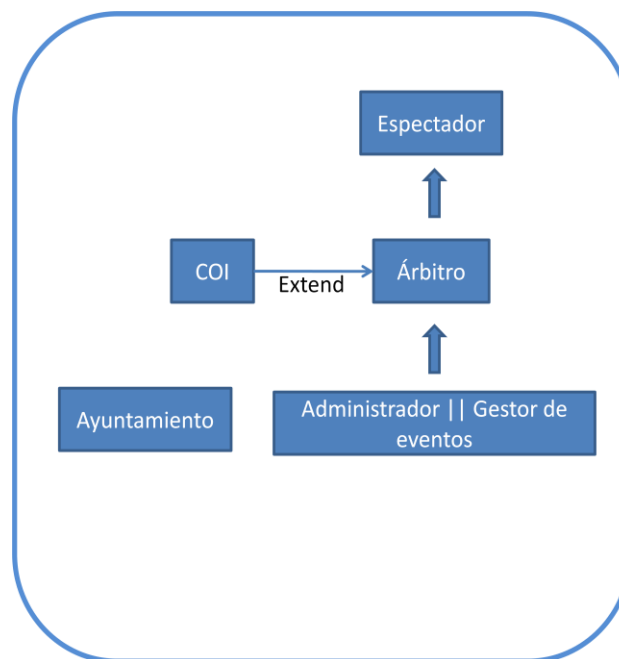 Espectador
COI
Extend
Árbitro
Ayuntamiento
Administrador || Gestor de
eventos